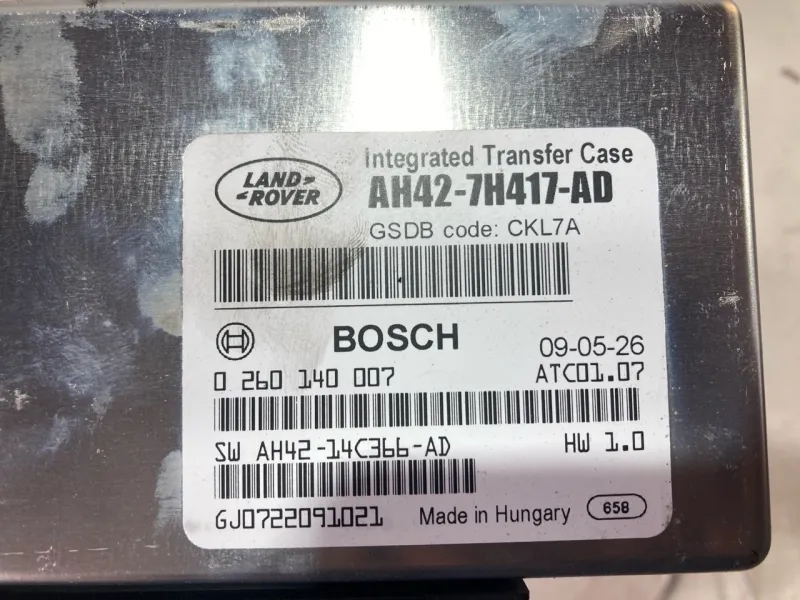 LAND ROVER
Integrated Transfer Case
AH42-7H417-AD
GSDB code: CKL7A
BOSCH
09-05-26
0 260 140 007
ATC01.07
SW AH42-14C366-AD
HW 1.0
GJ0722091021
Made in Hungary
658